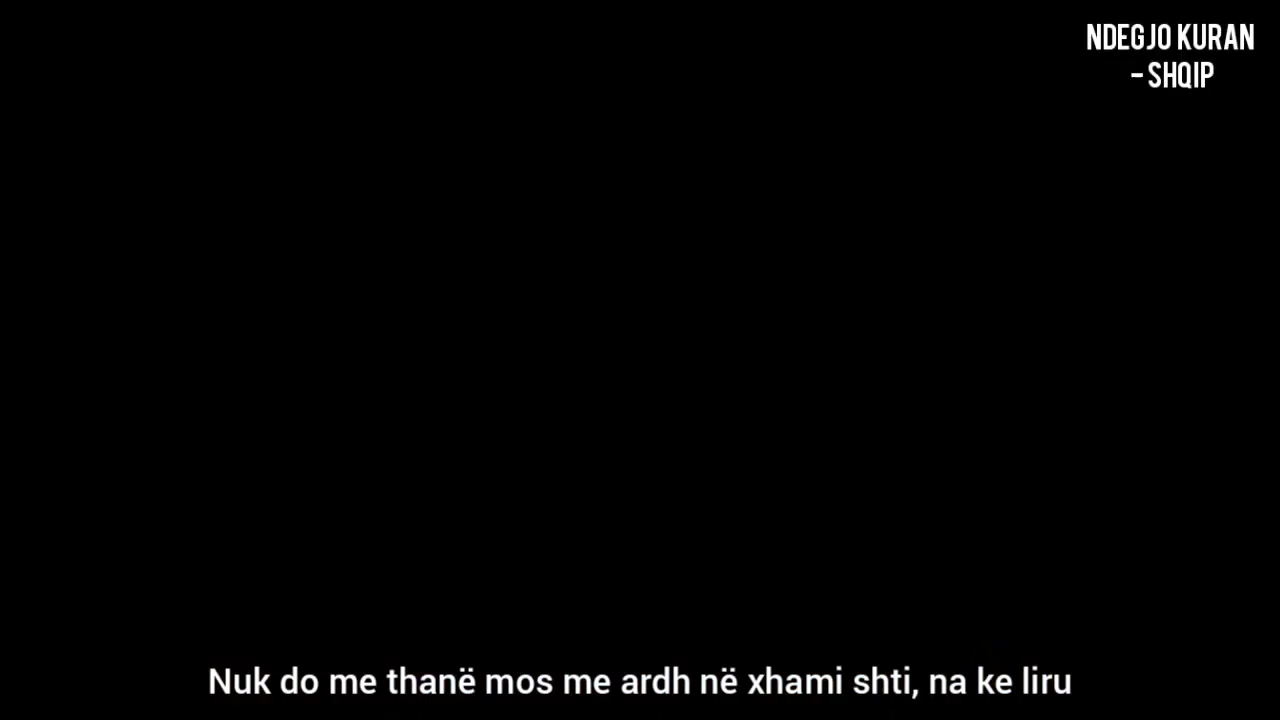 NDEGJO KURAN
- SHQIP
Nuk do me thanë mos me ardh në xhami shti, na ke liru